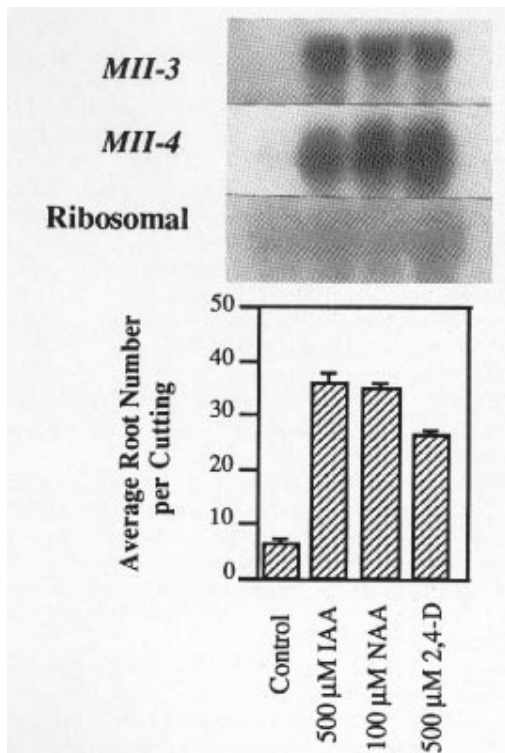 MII-3
MII-4
Ribosomal
50
40
30
20
10
0
Average Root Number
per Cutting
Control
500 µM IAA
100 µM NAA
500 µM 2,4-D